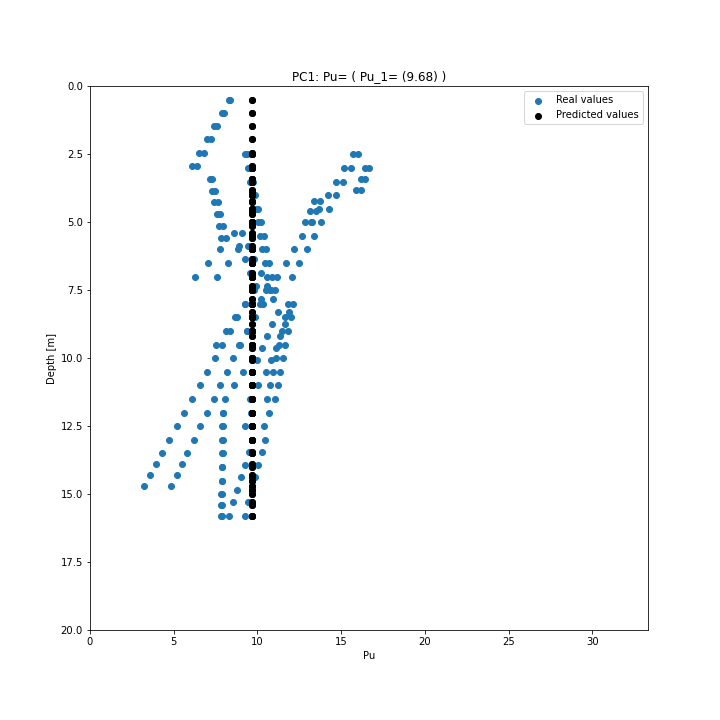 PC1: Pu= ( Pu_1= (9.68) )
Real values
Predicted values
0.0
2.5
5.0
7.5
10.0
12.5
15.0
17.5
20.0
Depth [m]
0 5 10 15 20 25 30
Pu